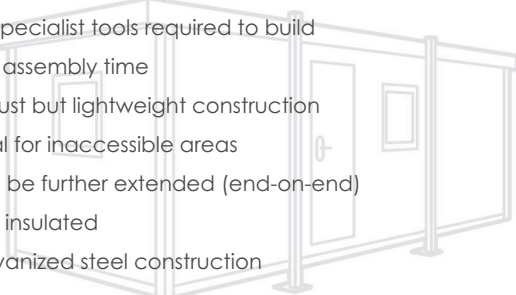 pecialist tools required to build
assembly time
ust but lightweight construction
l for inaccessible areas
be further extended (end-on-end)
insulated
vanized steel construction